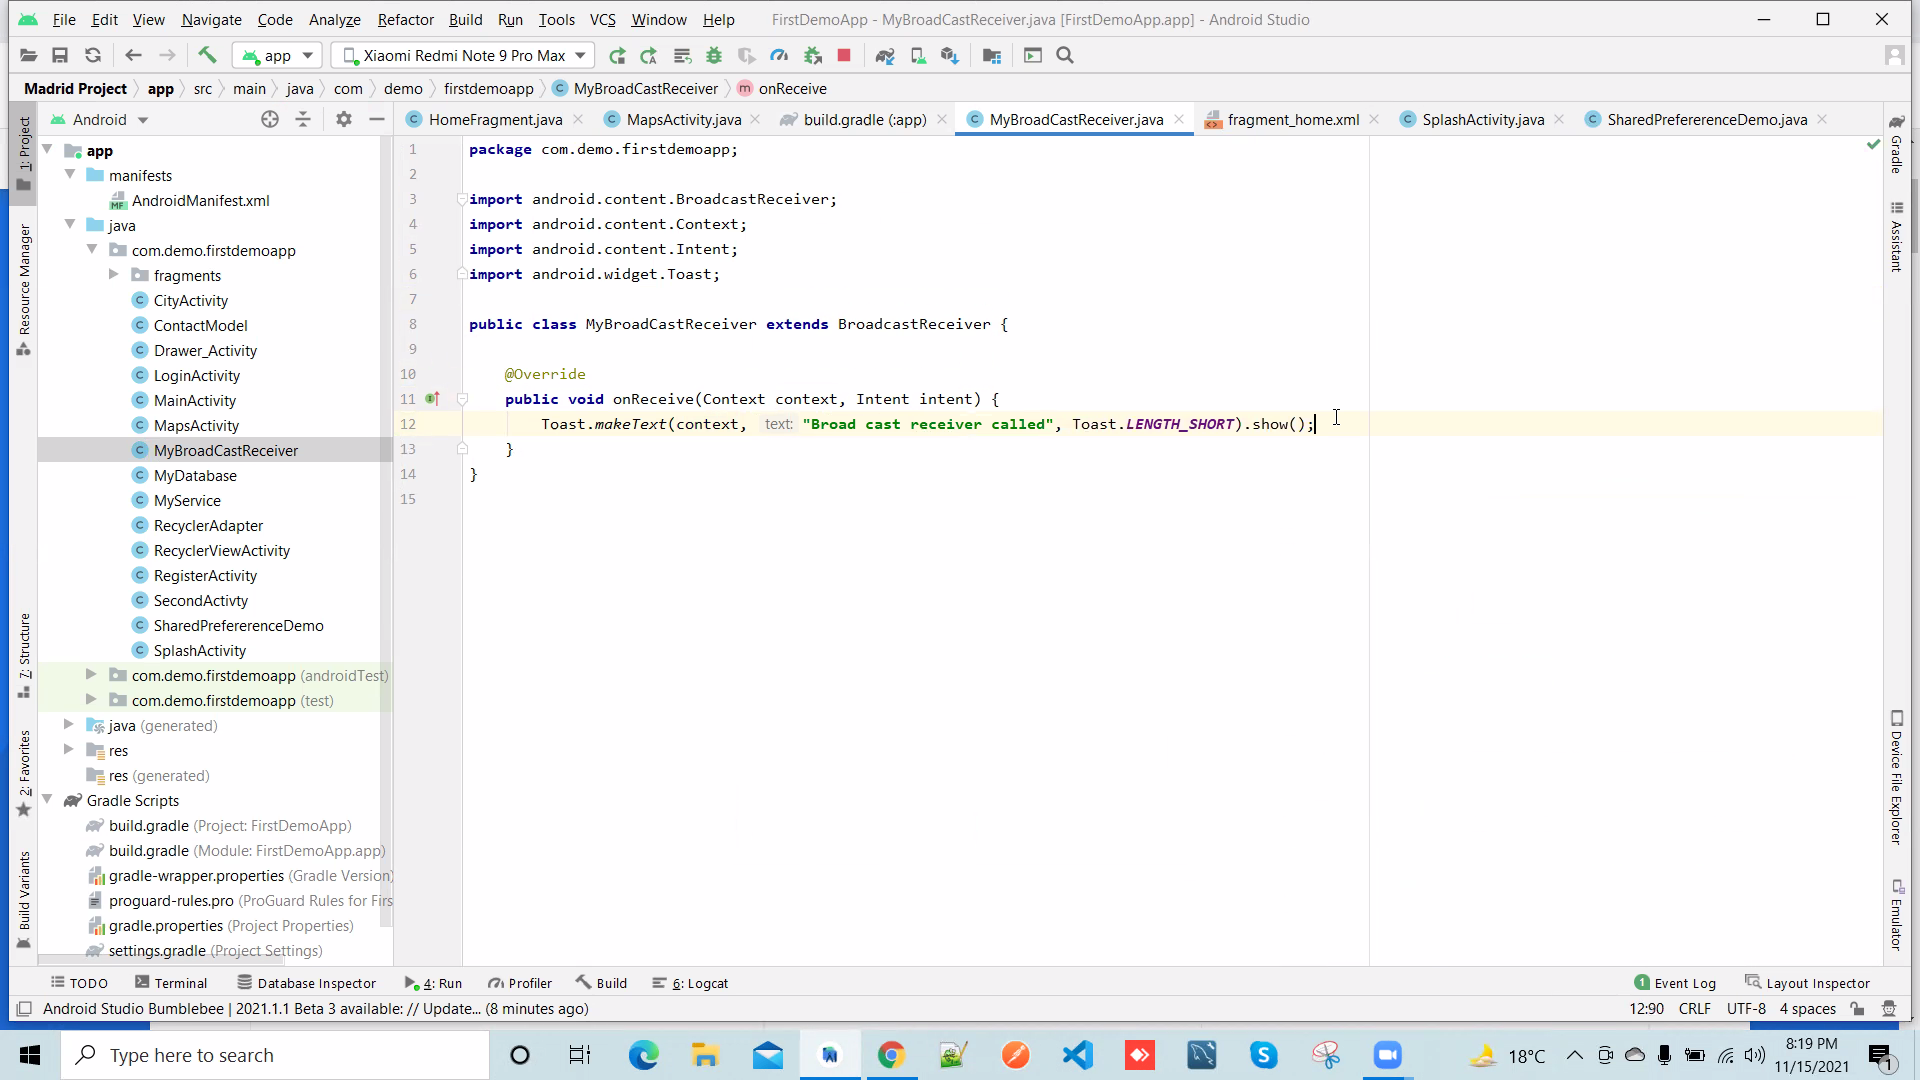 File Edit View Navigate Code Analyze Refactor Build Run Tools VCS Window Help FirstDemoApp - MyBroadCastReceiver.java [FirstDemoApp.app] - Android Studio
app Xiaomi Redmi Note 9 Pro Max
Madrid Project app src main java com demo firstdemoapp MyBroadCastReceiver onReceive
Android HomeFragment.java MapsActivity.java build.gradle (:app) MyBroadCastReceiver.java fragment_home.xml SplashActivity.java SharedPrefererenceDemo.java
1: Project
Resource Manager
7: Structure
2: Favorites
Build Variants
app
manifests
AndroidManifest.xml
java
com.demo.firstdemoapp
fragments
CityActivity
ContactModel
Drawer_Activity
LoginActivity
MainActivity
MapsActivity
MyBroadCastReceiver
MyDatabase
MyService
RecyclerAdapter
RecyclerViewActivity
RegisterActivity
SecondActivty
SharedPrefererenceDemo
SplashActivity
com.demo.firstdemoapp (androidTest)
com.demo.firstdemoapp (test)
java (generated)
res
res (generated)
Gradle Scripts
build.gradle (Project: FirstDemoApp)
build.gradle (Module: FirstDemoApp.app)
gradle-wrapper.properties (Gradle Version)
proguard-rules.pro (ProGuard Rules for Firs
gradle.properties (Project Properties)
settings.gradle (Project Settings)
1 package com.demo.firstdemoapp;
2
3 import android.content.BroadcastReceiver;
4 import android.content.Context;
5 import android.content.Intent;
6 import android.widget.Toast;
7
8 public class MyBroadCastReceiver extends BroadcastReceiver {
9
10 @Override
11 public void onReceive(Context context, Intent intent) {
12 Toast.makeText(context, text: "Broad cast receiver called", Toast.LENGTH_SHORT).show();
13 }
14 }
15
Gradle
Assistant
Device File Explorer
Emulator
TODO Terminal Database Inspector 4: Run Profiler Build 6: Logcat 1 Event Log Layout Inspector
Android Studio Bumblebee | 2021.1.1 Beta 3 available: // Update... (8 minutes ago) 12:90 CRLF UTF-8 4 spaces
Type here to search 18°C 8:19 PM
11/15/2021 1